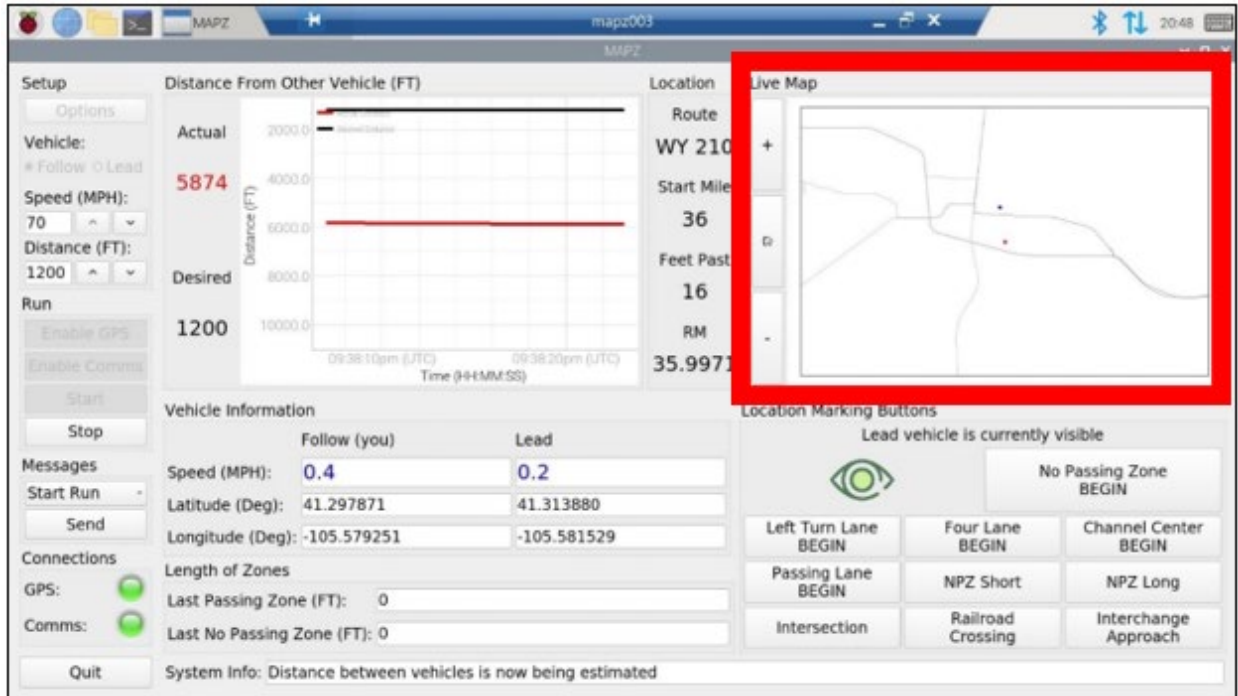 MAPZ
mapz003
20:48
MAPZ
Setup
Options
Vehicle:
Follow Lead
Speed (MPH):
70
Distance (FT):
1200
Run
Enable GPS
Enable Comms
Start
Stop
Messages
Start Run
Send
Connections
GPS:
Comms:
Quit
Distance From Other Vehicle (FT)
Actual
5874
Desired
1200
Distance (FT)
2000.0
4000.0
6000.0
8000.0
10000.0
09:38:10pm (UTC) 09:38:20pm (UTC)
Time (HH:MM:SS)
Location
Route
WY 210
Start Mile
36
Feet Past
16
RM
35.9971
Live Map
+
-
Vehicle Information
Follow (you) Lead
Speed (MPH): 0.4 0.2
Latitude (Deg): 41.297871 41.313880
Longitude (Deg): -105.579251 -105.581529
Length of Zones
Last Passing Zone (FT): 0
Last No Passing Zone (FT): 0
System Info: Distance between vehicles is now being estimated
Location Marking Buttons
Lead vehicle is currently visible
No Passing Zone
BEGIN
Left Turn Lane
BEGIN
Four Lane
BEGIN
Channel Center
BEGIN
Passing Lane
BEGIN
NPZ Short
NPZ Long
Intersection
Railroad
Crossing
Interchange
Approach